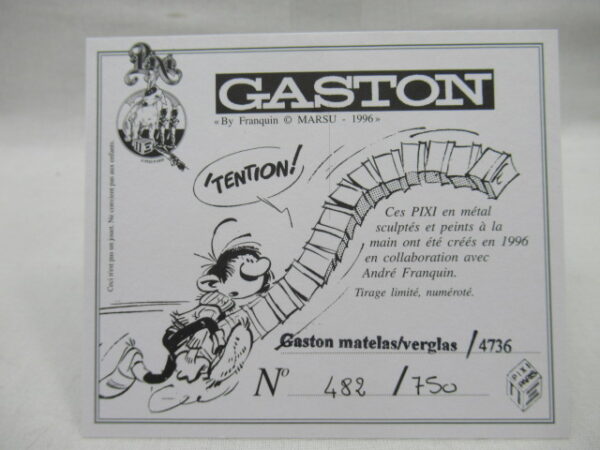 PIXI
GASTON
«By Franquin © MARSU - 1996»
Ceci n'est pas un jouet. Ne convient pas aux enfants.
'TENTION!
Ces PIXI en métal
sculptés et peints à la
main ont été créés en 1996
en collaboration avec
André Franquin.
Tirage limité, numéroté.
Gaston matelas/verglas / 4736
N° 482 / 750
PIXI